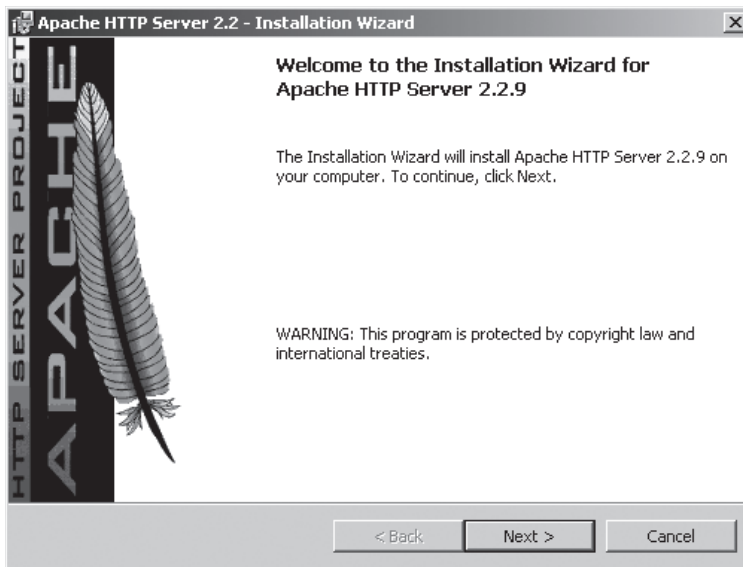 Apache HTTP Server 2.2 - Installation Wizard
HTTP SERVER PROJECT
APACHE
Welcome to the Installation Wizard for
Apache HTTP Server 2.2.9
The Installation Wizard will install Apache HTTP Server 2.2.9 on
your computer. To continue, click Next.
WARNING: This program is protected by copyright law and
international treaties.
< Back
Next >
Cancel